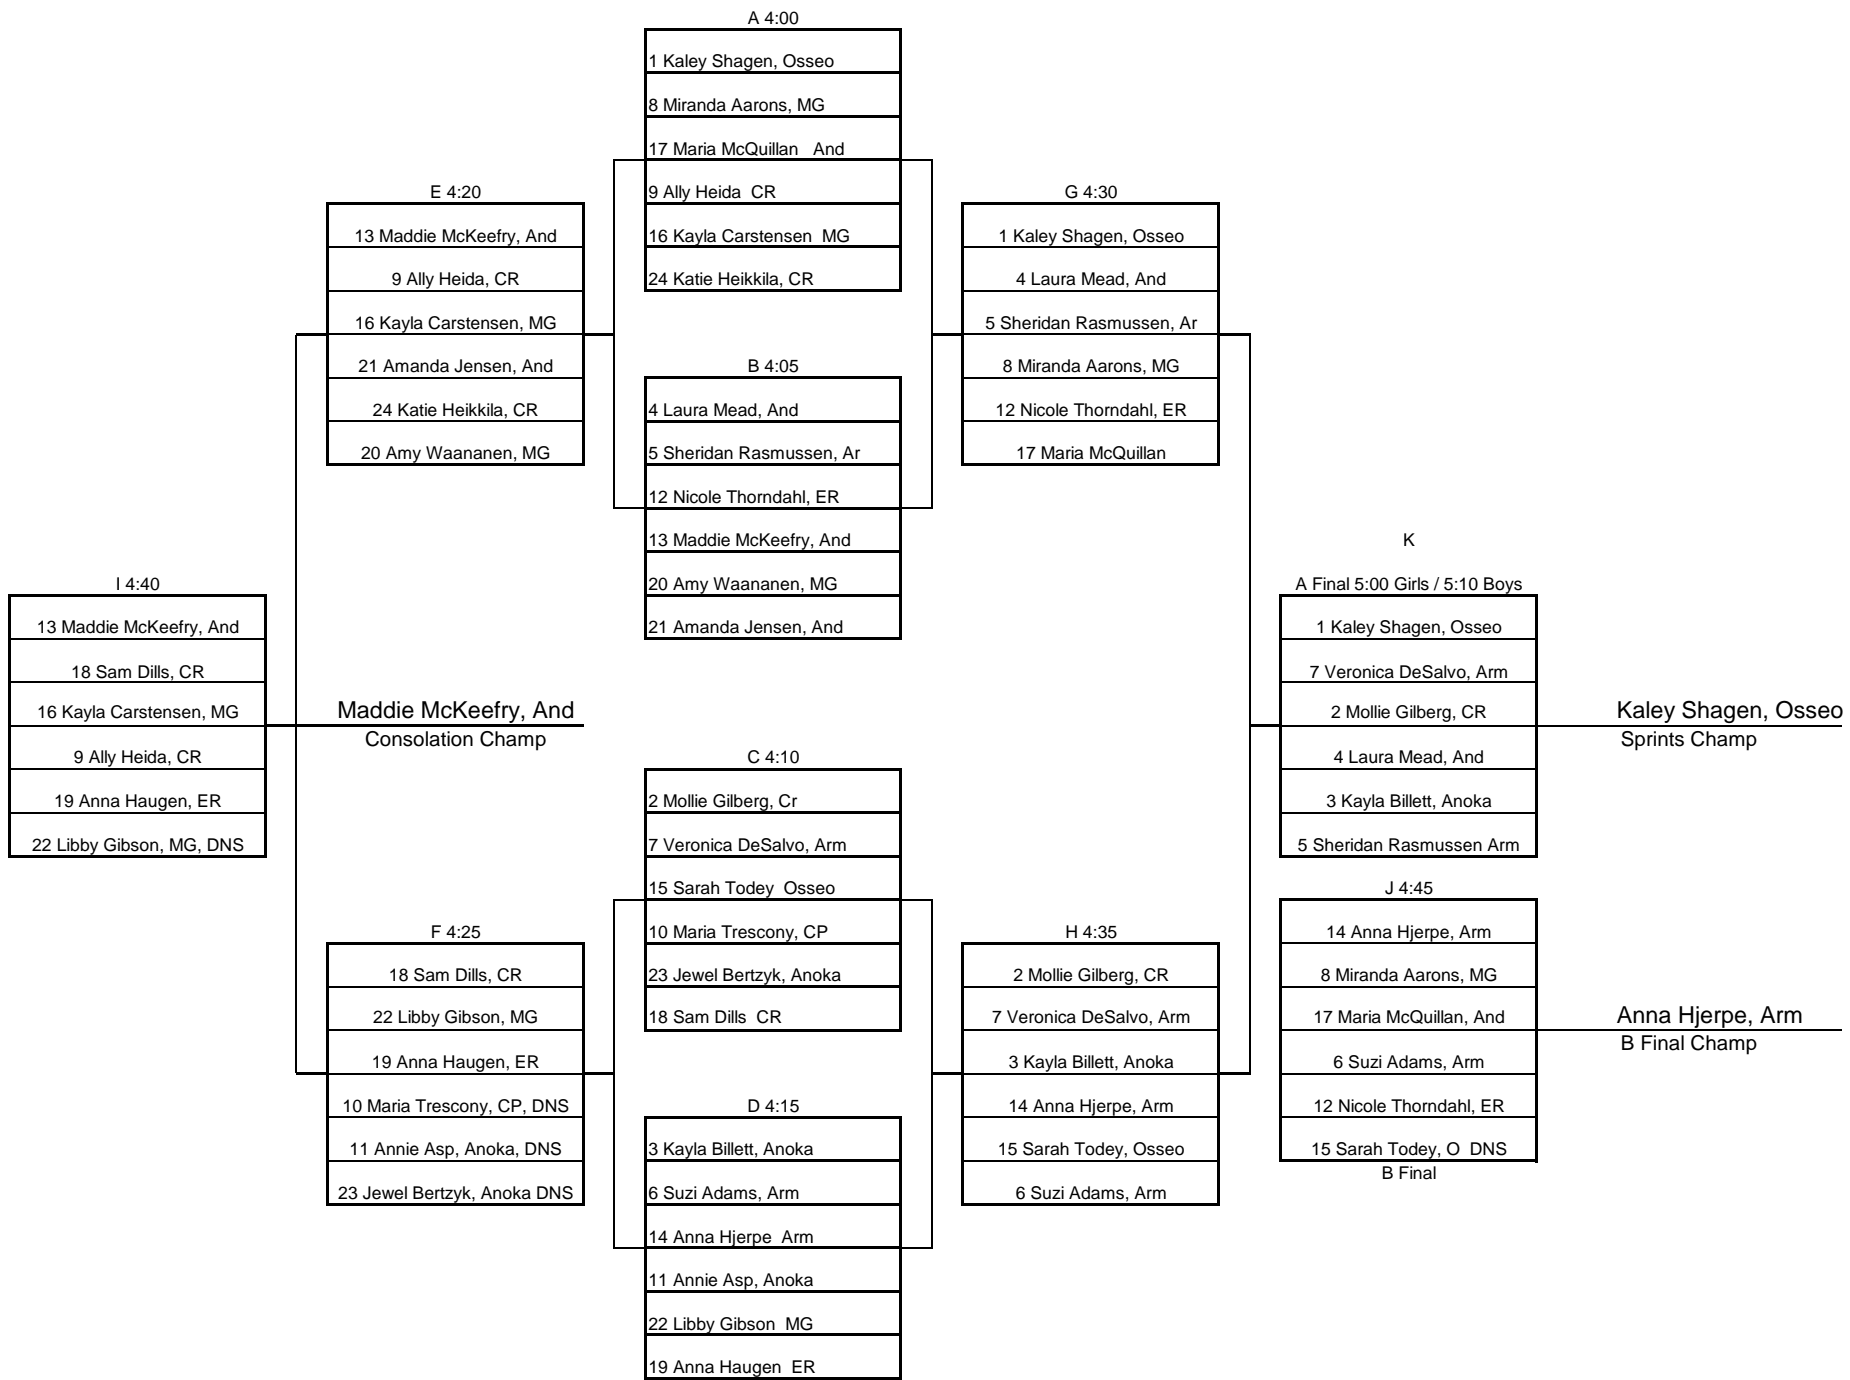 A 4:00
1 Kaley Shagen, Osseo
8 Miranda Aarons, MG
17 Maria McQuillan   And
9 Ally Heida  CR
16 Kayla Carstensen  MG
24 Katie Heikkila, CR
E 4:20
13 Maddie McKeefry, And
9 Ally Heida, CR
16 Kayla Carstensen, MG
21 Amanda Jensen, And
24 Katie Heikkila, CR
20 Amy Waananen, MG
G 4:30
1 Kaley Shagen, Osseo
4 Laura Mead, And
5 Sheridan Rasmussen, Ar
8 Miranda Aarons, MG
12 Nicole Thorndahl, ER
17 Maria McQuillan
B 4:05
4 Laura Mead, And
5 Sheridan Rasmussen, Ar
12 Nicole Thorndahl, ER
13 Maddie McKeefry, And
20 Amy Waananen, MG
21 Amanda Jensen, And
I 4:40
13 Maddie McKeefry, And
18 Sam Dills, CR
16 Kayla Carstensen, MG
9 Ally Heida, CR
19 Anna Haugen, ER
22 Libby Gibson, MG, DNS
Maddie McKeefry, And
Consolation Champ
K
A Final 5:00 Girls / 5:10 Boys
1 Kaley Shagen, Osseo
7 Veronica DeSalvo, Arm
2 Mollie Gilberg, CR
4 Laura Mead, And
3 Kayla Billett, Anoka
5 Sheridan Rasmussen Arm
Kaley Shagen, Osseo
Sprints Champ
C 4:10
2 Mollie Gilberg, Cr
7 Veronica DeSalvo, Arm
15 Sarah Todey  Osseo
10 Maria Trescony, CP
23 Jewel Bertzyk, Anoka
18 Sam Dills  CR
F 4:25
18 Sam Dills, CR
22 Libby Gibson, MG
19 Anna Haugen, ER
10 Maria Trescony, CP, DNS
11 Annie Asp, Anoka, DNS
23 Jewel Bertzyk, Anoka DNS
H 4:35
2 Mollie Gilberg, CR
7 Veronica DeSalvo, Arm
3 Kayla Billett, Anoka
14 Anna Hjerpe, Arm
15 Sarah Todey, Osseo
6 Suzi Adams, Arm
J 4:45
14 Anna Hjerpe, Arm
8 Miranda Aarons, MG
17 Maria McQuillan, And
6 Suzi Adams, Arm
12 Nicole Thorndahl, ER
15 Sarah Todey, O  DNS
B Final
Anna Hjerpe, Arm
B Final Champ
D 4:15
3 Kayla Billett, Anoka
6 Suzi Adams, Arm
14 Anna Hjerpe  Arm
11 Annie Asp, Anoka
22 Libby Gibson  MG
19 Anna Haugen  ER